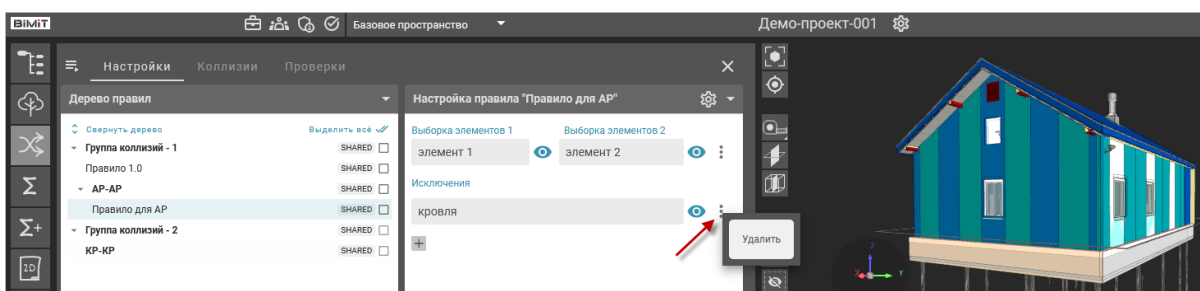 BIMIT Базовое пространство Демо-проект-001
Настройки Коллизии Проверки
Дерево правил
Свернуть дерево Выделить всё
Группа коллизий - 1 SHARED
Правило 1.0 SHARED
АР-АР SHARED
Правило для АР SHARED
Группа коллизий - 2 SHARED
КР-КР SHARED
Настройка правила "Правило для АР"
Выборка элементов 1 Выборка элементов 2
элемент 1 элемент 2
Исключения
кровля
Удалить
Σ
Σ+
2D
Z
X Y